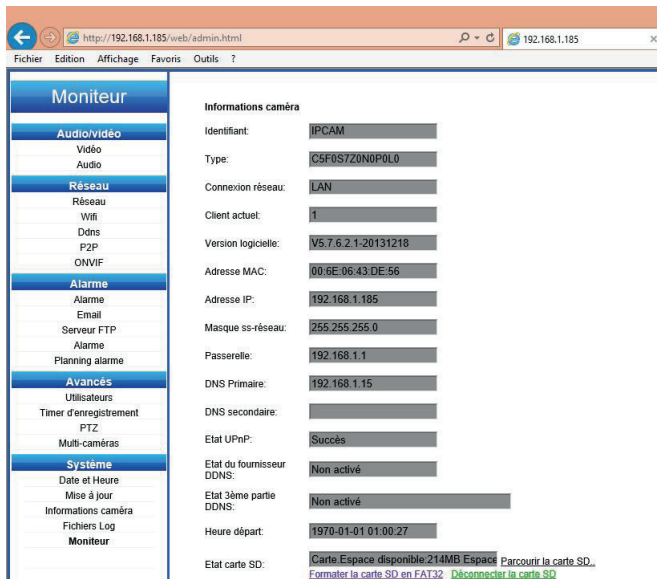 http://192.168.1.185/web/admin.html
192.168.1.185
Fichier Edition Affichage Favoris Outils ?
Moniteur
Audio/vidéo
Vidéo
Audio
Réseau
Réseau
Wifi
Ddns
P2P
ONVIF
Alarme
Alarme
Email
Serveur FTP
Alarme
Planning alarme
Avancés
Utilisateurs
Timer d'enregistrement
PTZ
Multi-caméras
Système
Date et Heure
Mise à jour
Informations caméra
Fichiers Log
Moniteur
Informations caméra
Identifiant: IPCAM
Type: C5F0S7Z0N0P0L0
Connexion réseau: LAN
Client actuel: 1
Version logicielle: V5.7.6.2.1-20131218
Adresse MAC: 00:6E:06:43:DE:56
Adresse IP: 192.168.1.185
Masque ss-réseau: 255.255.255.0
Passerelle: 192.168.1.1
DNS Primaire: 192.168.1.15
DNS secondaire:
Etat UPnP: Succès
Etat du fournisseur
DDNS: Non activé
Etat 3ème partie
DDNS: Non activé
Heure départ: 1970-01-01 01:00:27
Etat carte SD: Carte.Espace disponible:214MB Espace Parcourir la carte SD..
Formater la carte SD en FAT32 Déconnecter la carte SD